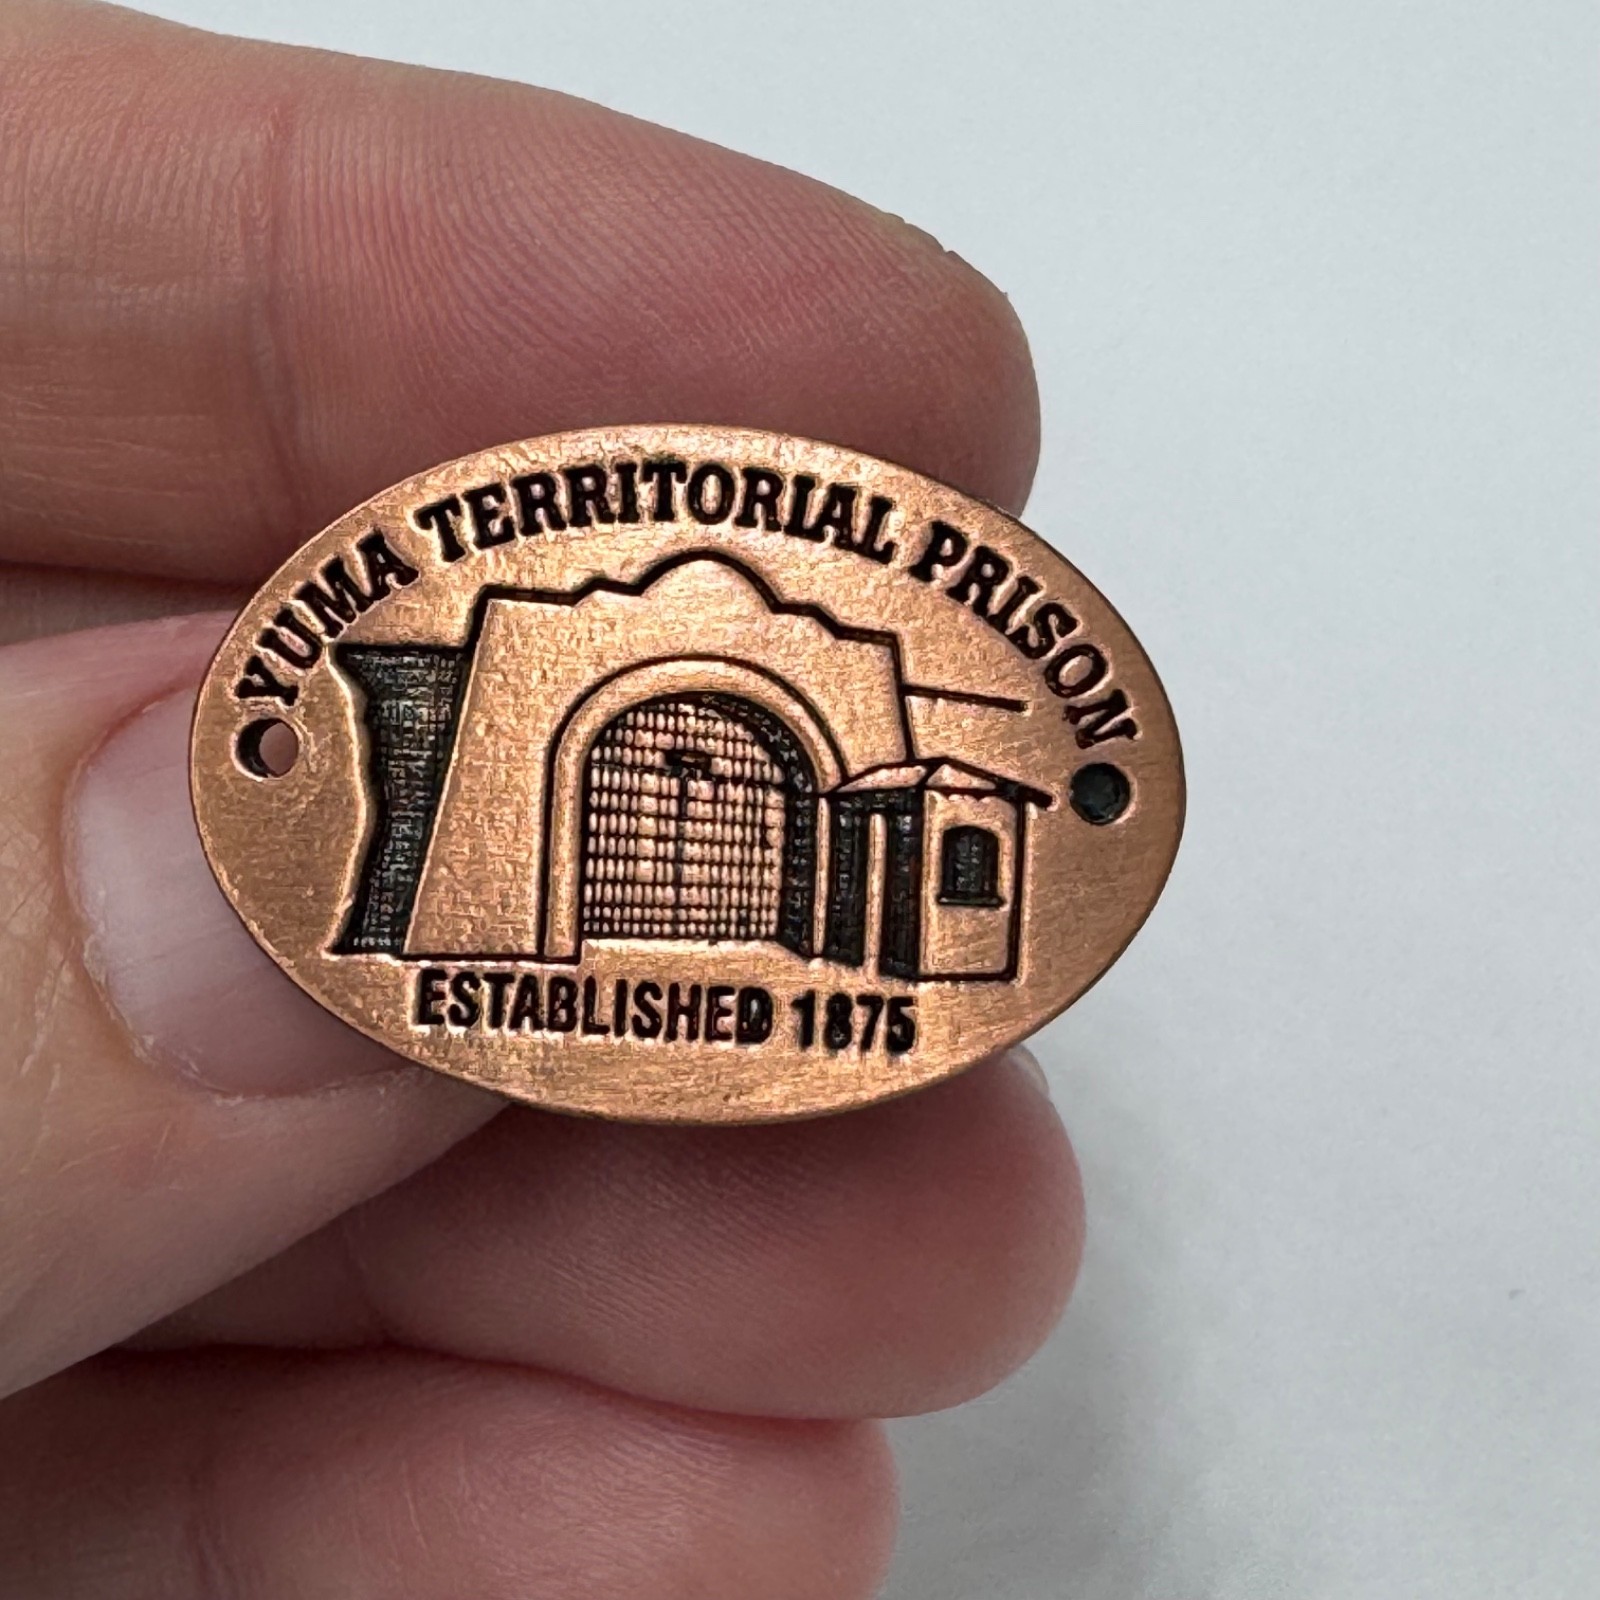 YUMA TERRITORIAL PRISON
ESTABLISHED 1875